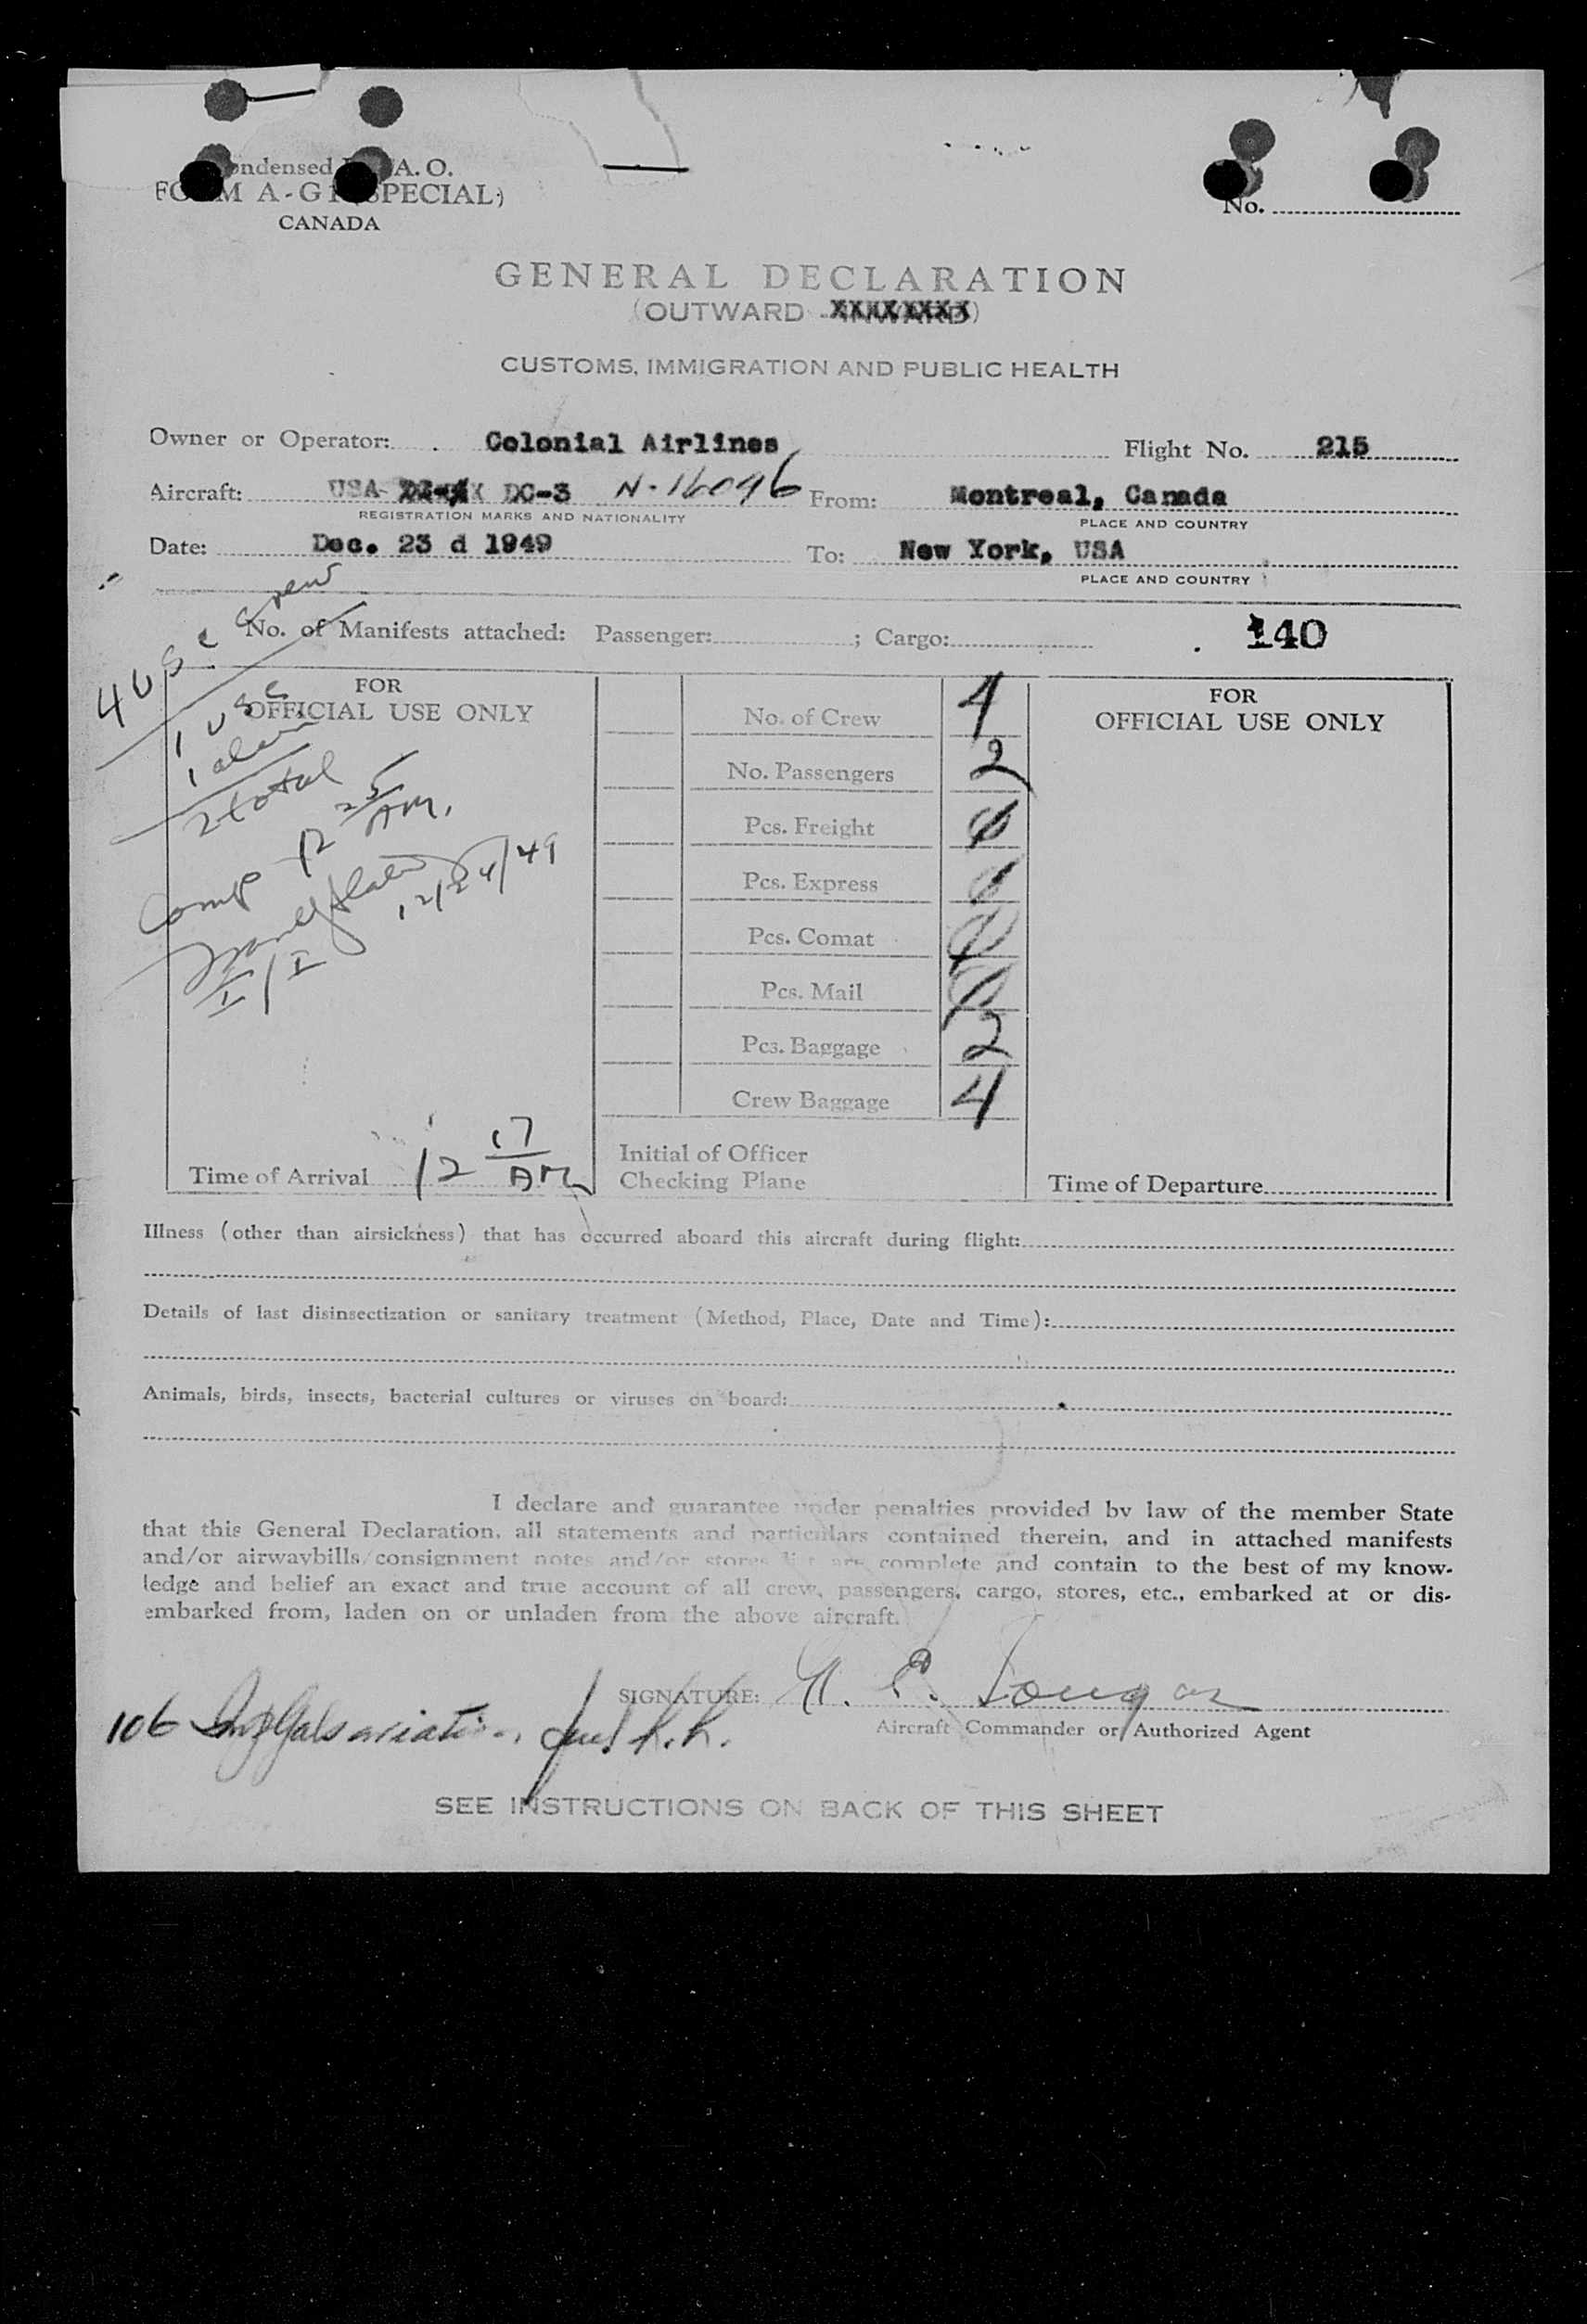 ondensed A. O.
FORM A-G1 (SPECIAL)
CANADA
No.
GENERAL DECLARATION
(OUTWARD - INWARD)
CUSTOMS, IMMIGRATION AND PUBLIC HEALTH
Owner or Operator: Colonial Airlines Flight No. 215
Aircraft: USA DC-3 N-16096 From: Montreal, Canada
REGISTRATION MARKS AND NATIONALITY PLACE AND COUNTRY
Date: Dec. 23 d 1949 To: New York, USA
PLACE AND COUNTRY
4 USC crew
No. of Manifests attached: Passenger: ; Cargo: 140
FOR
OFFICIAL USE ONLY
1 USC
1 alien
2 total
Comp 12 25 AM.
12/24/49
I/I
Time of Arrival 12 17 AM
No. of Crew 4
No. Passengers 2
Pcs. Freight 0
Pcs. Express 0
Pcs. Comat 0
Pcs. Mail 0
Pcs. Baggage 2
Crew Baggage 4
Initial of Officer
Checking Plane
FOR
OFFICIAL USE ONLY
Time of Departure
Illness (other than airsickness) that has occurred aboard this aircraft during flight:
Details of last disinsectization or sanitary treatment (Method, Place, Date and Time):
Animals, birds, insects, bacterial cultures or viruses on board:
I declare and guarantee under penalties provided by law of the member State
that this General Declaration, all statements and particulars contained therein, and in attached manifests
and/or airwaybills/consignment notes and/or stores list are complete and contain to the best of my know-
ledge and belief an exact and true account of all crew, passengers, cargo, stores, etc., embarked at or dis-
embarked from, laden on or unladen from the above aircraft.
SIGNATURE:
Aircraft Commander or Authorized Agent
106
SEE INSTRUCTIONS ON BACK OF THIS SHEET